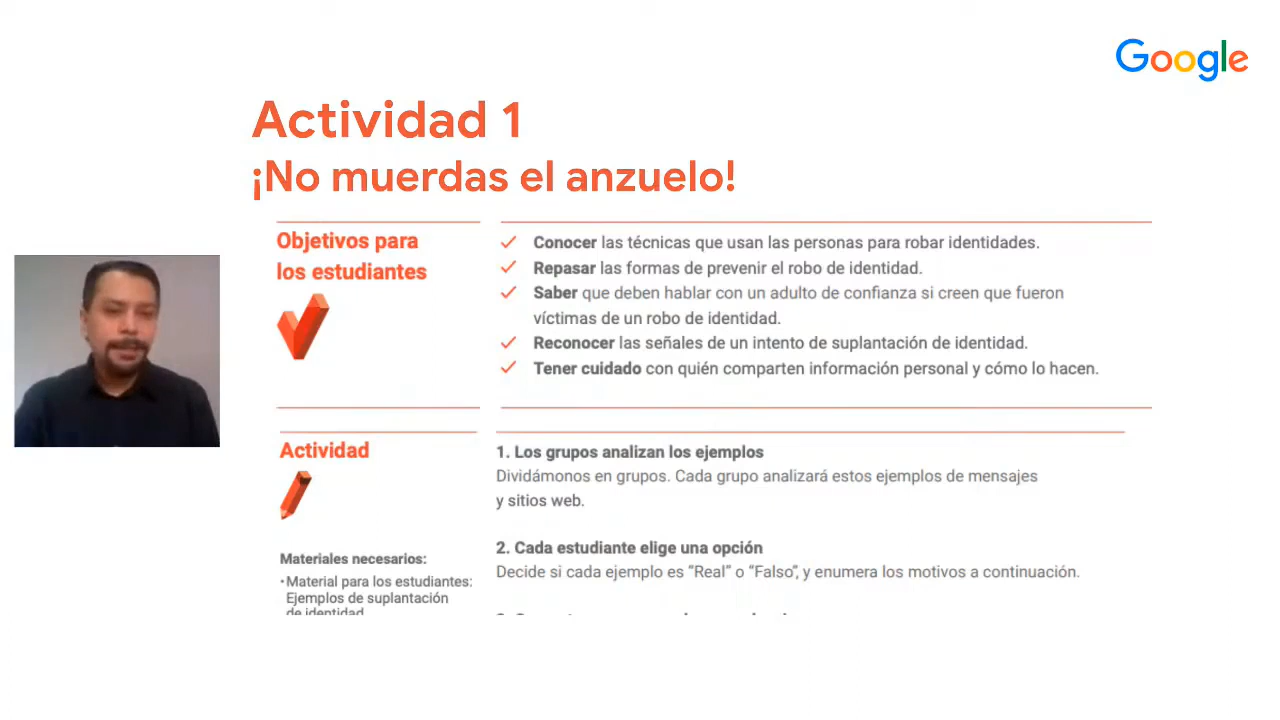 Google
Actividad 1
¡No muerdas el anzuelo!
Objetivos para
los estudiantes
Conocer las técnicas que usan las personas para robar identidades.
Repasar las formas de prevenir el robo de identidad.
Saber que deben hablar con un adulto de confianza si creen que fueron
víctimas de un robo de identidad.
Reconocer las señales de un intento de suplantación de identidad.
Tener cuidado con quién comparten información personal y cómo lo hacen.
Actividad
Materiales necesarios:
•Material para los estudiantes:
Ejemplos de suplantación
de identidad
1. Los grupos analizan los ejemplos
Dividámonos en grupos. Cada grupo analizará estos ejemplos de mensajes
y sitios web.
2. Cada estudiante elige una opción
Decide si cada ejemplo es “Real” o “Falso”, y enumera los motivos a continuación.